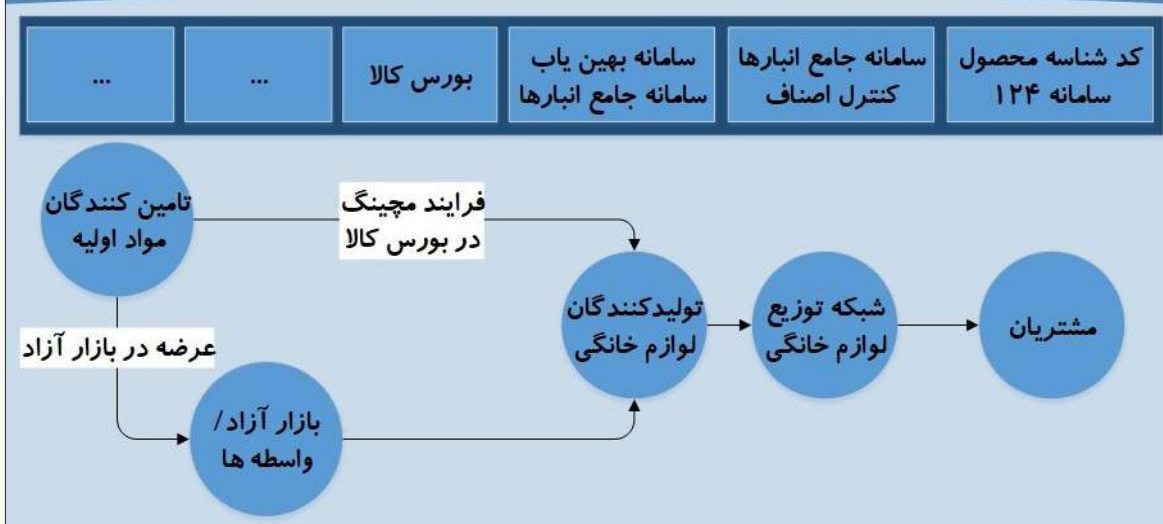 کد شناسه محصول
سامانه ۱۲۴
سامانه جامع انبارها
کنترل اصناف
سامانه بهین یاب
سامانه جامع انبارها
بورس کالا
...
...
تامین کنندگان
مواد اولیه
فرایند مچینگ
در بورس کالا
عرضه در بازار آزاد
بازار آزاد/
واسطه ها
تولیدکنندگان
لوازم خانگی
شبکه توزیع
لوازم خانگی
مشتریان